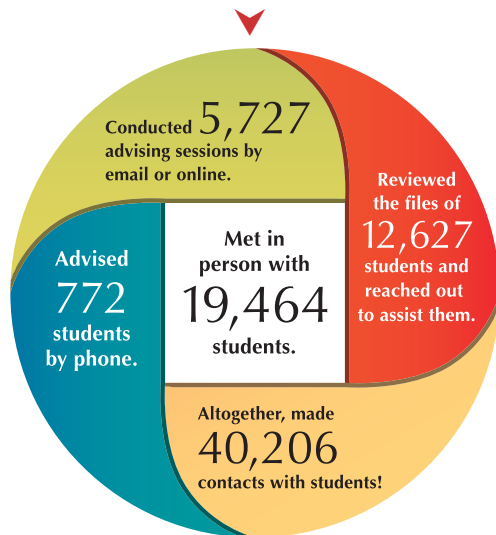 Conducted 5,727
advising sessions by
email or online.
Reviewed
the files of
12,627
students and
reached out
to assist them.
Advised
772
students
by phone.
Met in
person with
19,464
students.
Altogether, made
40,206
contacts with students!